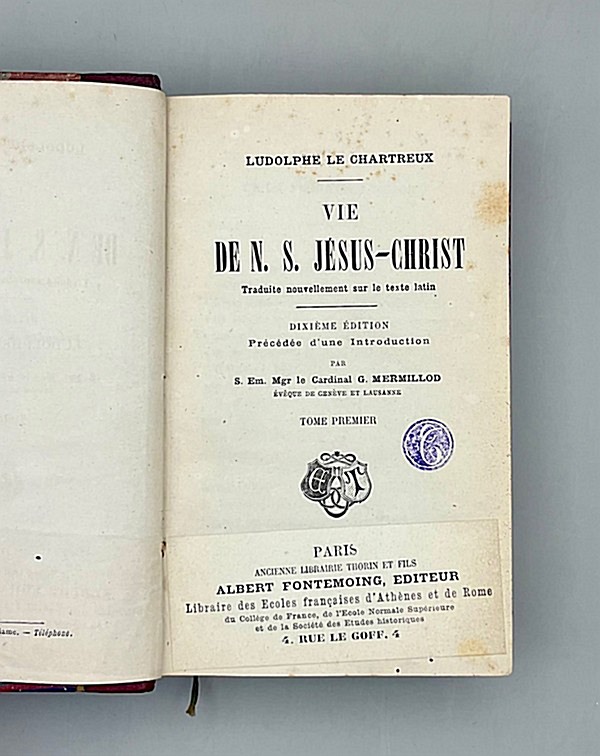 LUDOLPHE LE CHARTREUX
VIE
DE N. S. JÉSUS-CHRIST
Traduite nouvellement sur le texte latin
DIXIÈME ÉDITION
Précédée d'une Introduction
PAR
S. Em. Mgr le Cardinal G. MERMILLOD
ÉVÊQUE DE GENÈVE ET LAUSANNE
TOME PREMIER
PARIS
ANCIENNE LIBRAIRIE THORIN ET FILS
ALBERT FONTEMOING, EDITEUR
Libraire des Ecoles françaises d'Athènes et de Rome
du Collège de France, de l'Ecole Normale Supérieure
et de la Société des Etudes historiques
4. RUE LE GOFF. 4
ame. — Téléphone.